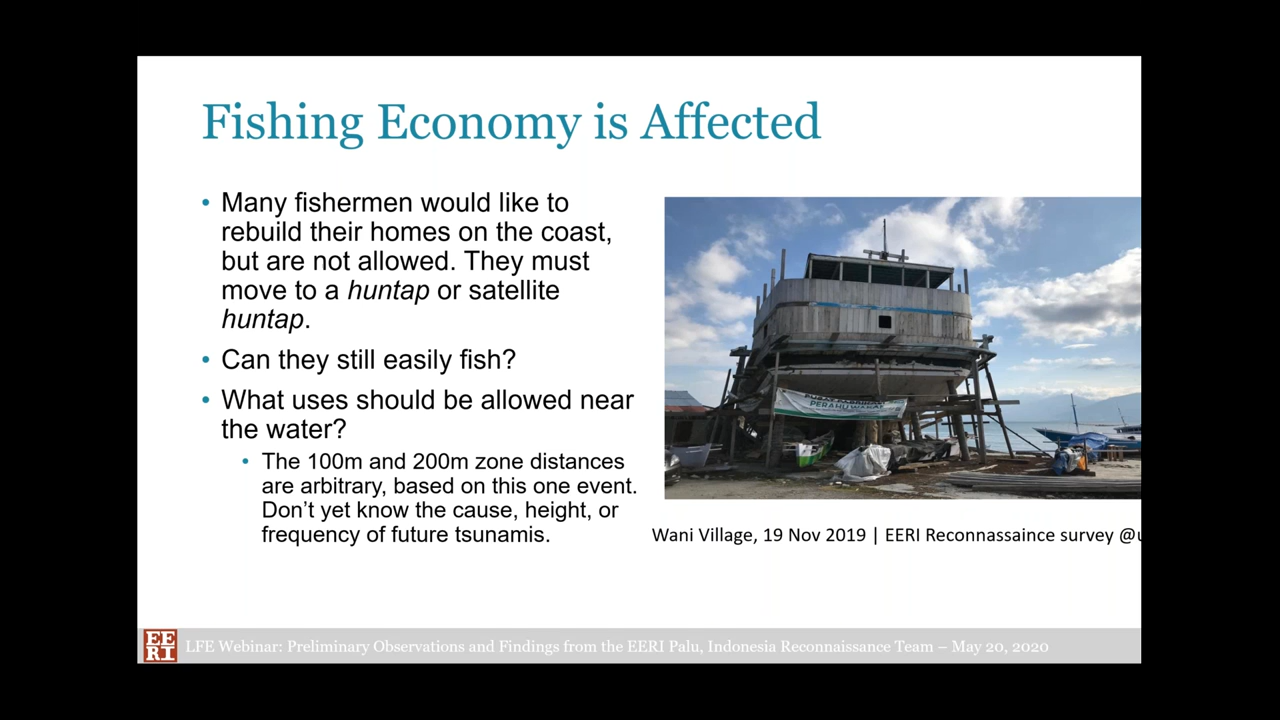 Fishing Economy is Affected
• Many fishermen would like to
rebuild their homes on the coast,
but are not allowed. They must
move to a huntap or satellite
huntap.
• Can they still easily fish?
• What uses should be allowed near
the water?
• The 100m and 200m zone distances
are arbitrary, based on this one event.
Don’t yet know the cause, height, or
frequency of future tsunamis.
PERAHU WAKAF
Wani Village, 19 Nov 2019 | EERI Reconnassaince survey @u
EE
RI
LFE Webinar: Preliminary Observations and Findings from the EERI Palu, Indonesia Reconnaissance Team – May 20, 2020